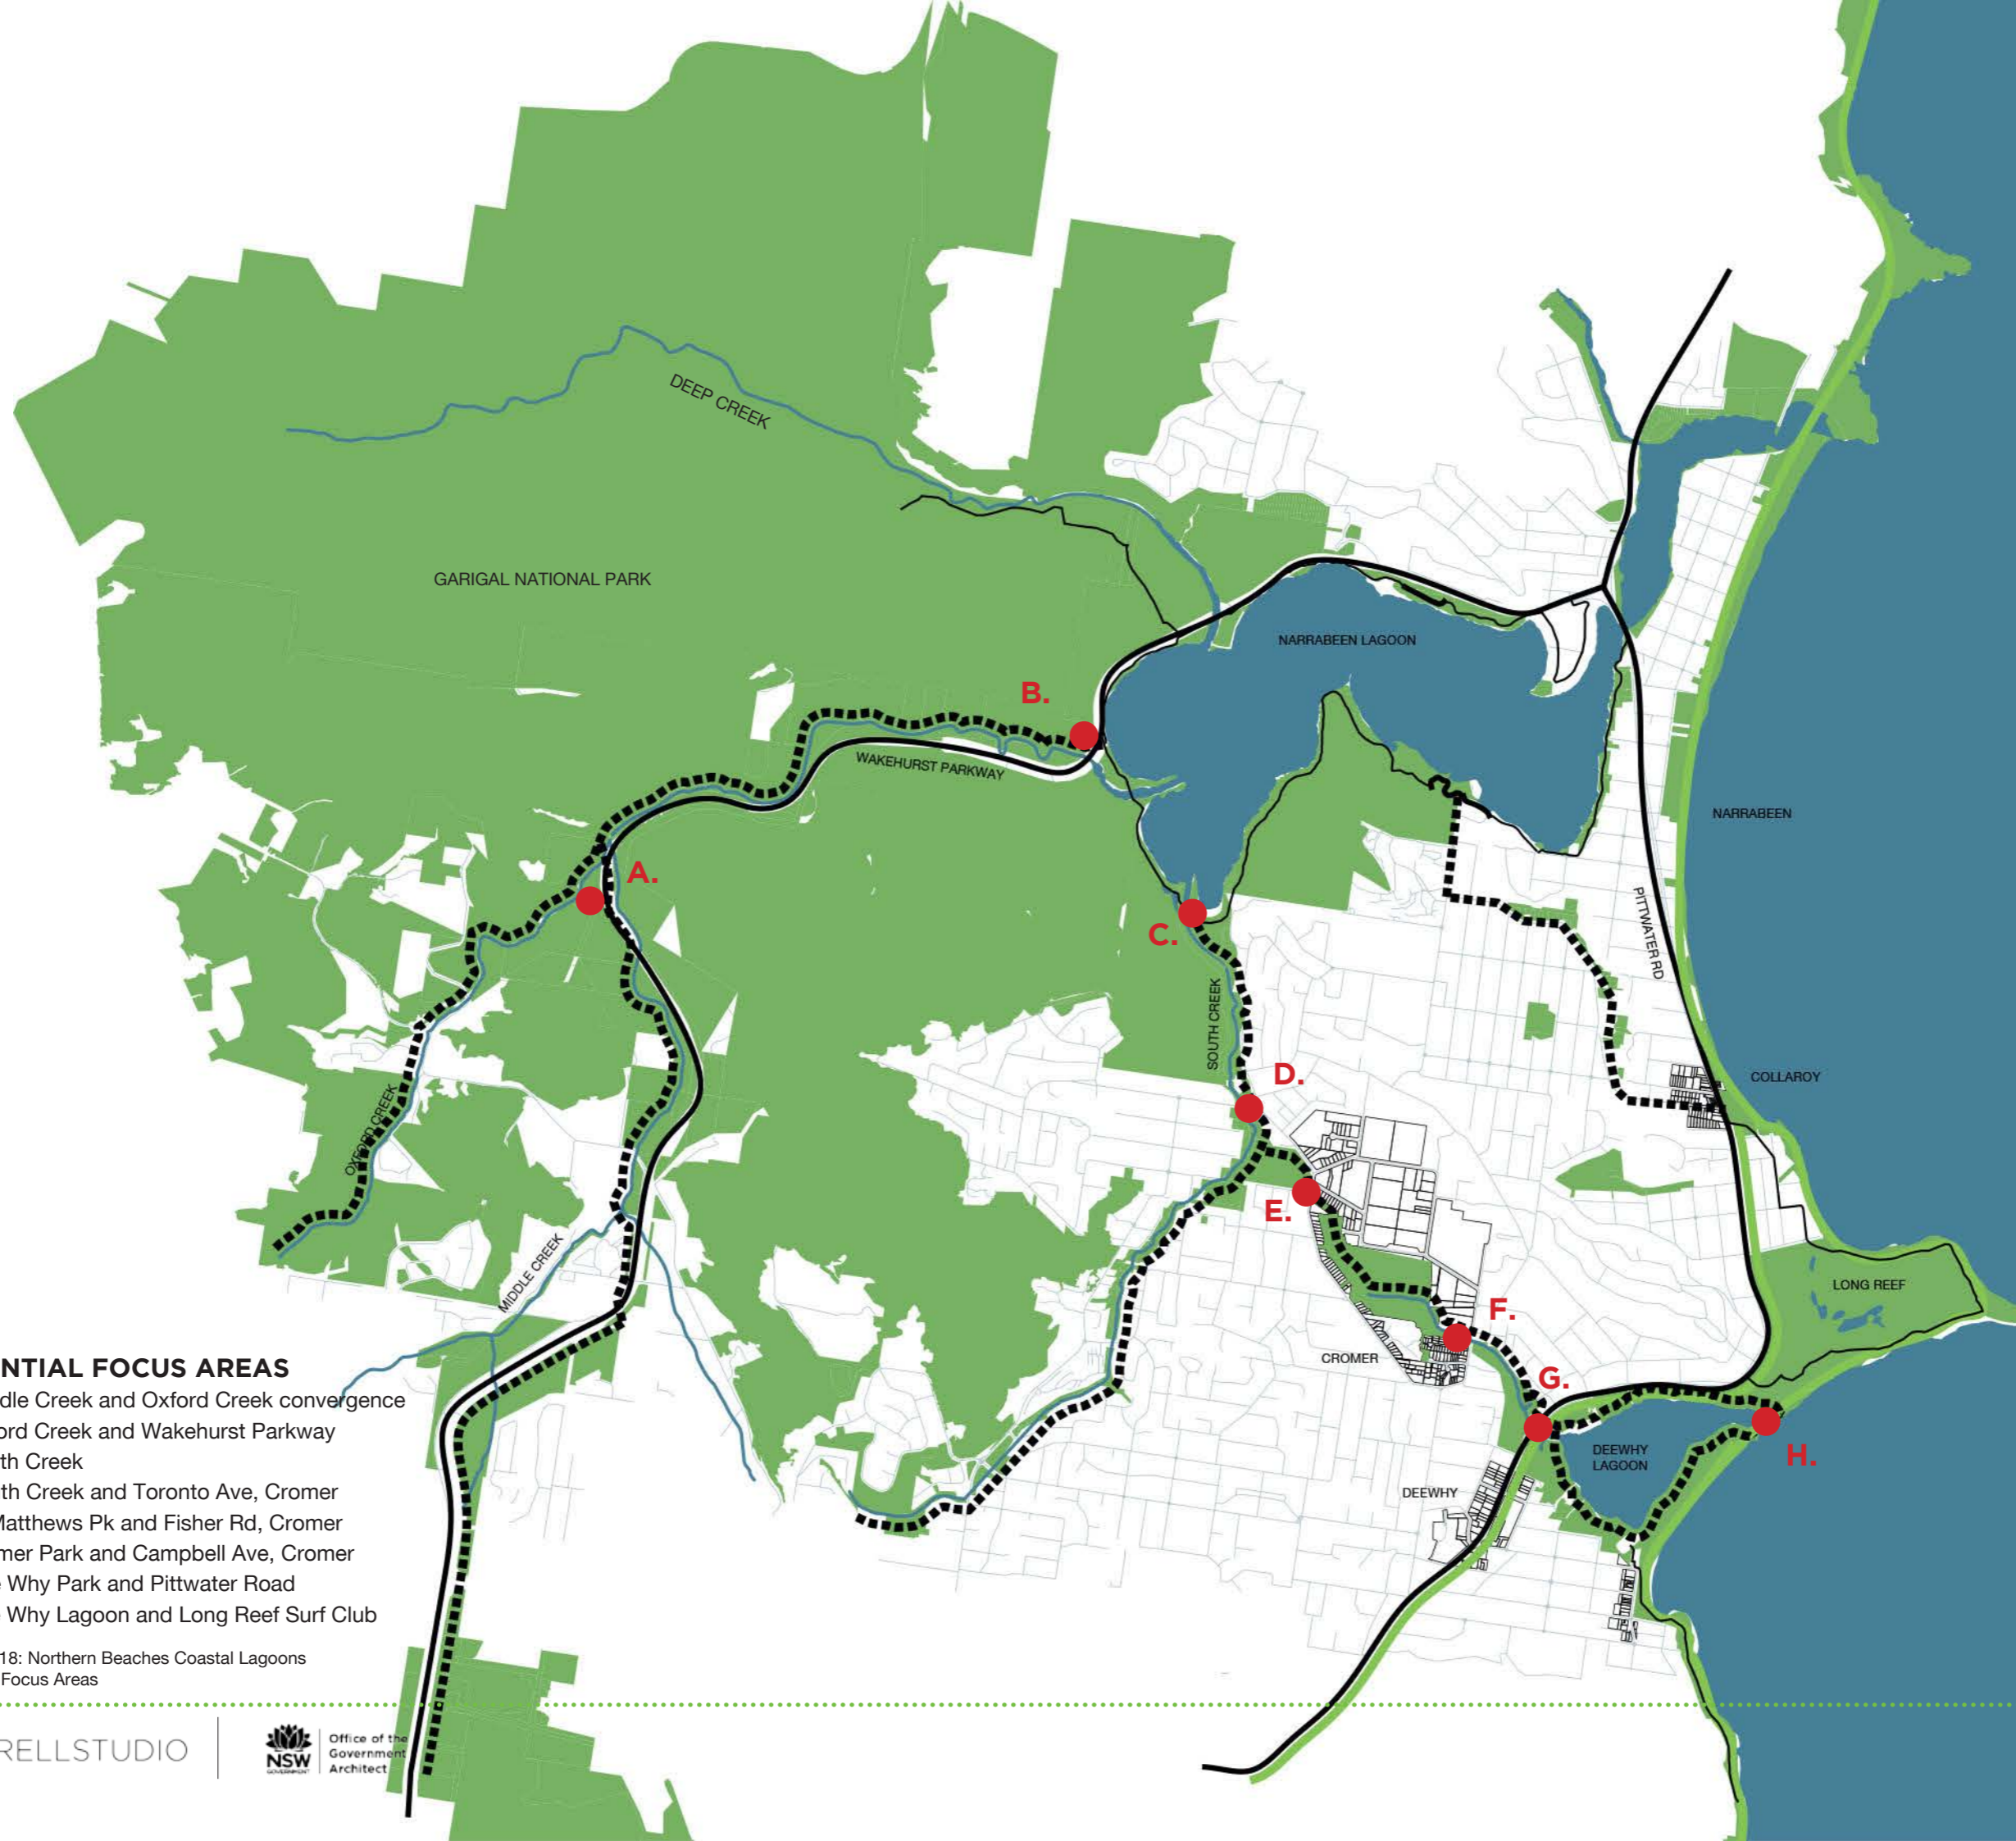 DEEP CREEK
GARIGAL NATIONAL PARK
NARRABEEN LAGOON
B.
WAKEHURST PARKWAY
NARRABEEN
A.
PITTWATER RD
C.
SOUTH CREEK
D.
COLLAROY
OXFORD CREEK
E.
MIDDLE CREEK
LONG REEF
F.
CROMER
G.
DEEWHY
LAGOON
H.
DEEWHY
NTIAL FOCUS AREAS
dle Creek and Oxford Creek convergence
ord Creek and Wakehurst Parkway
th Creek
th Creek and Toronto Ave, Cromer
Matthews Pk and Fisher Rd, Cromer
mer Park and Campbell Ave, Cromer
Why Park and Pittwater Road
Why Lagoon and Long Reef Surf Club
18: Northern Beaches Coastal Lagoons
Focus Areas
RELLSTUDIO
NSW
GOVERNMENT
Office of the
Government
Architect